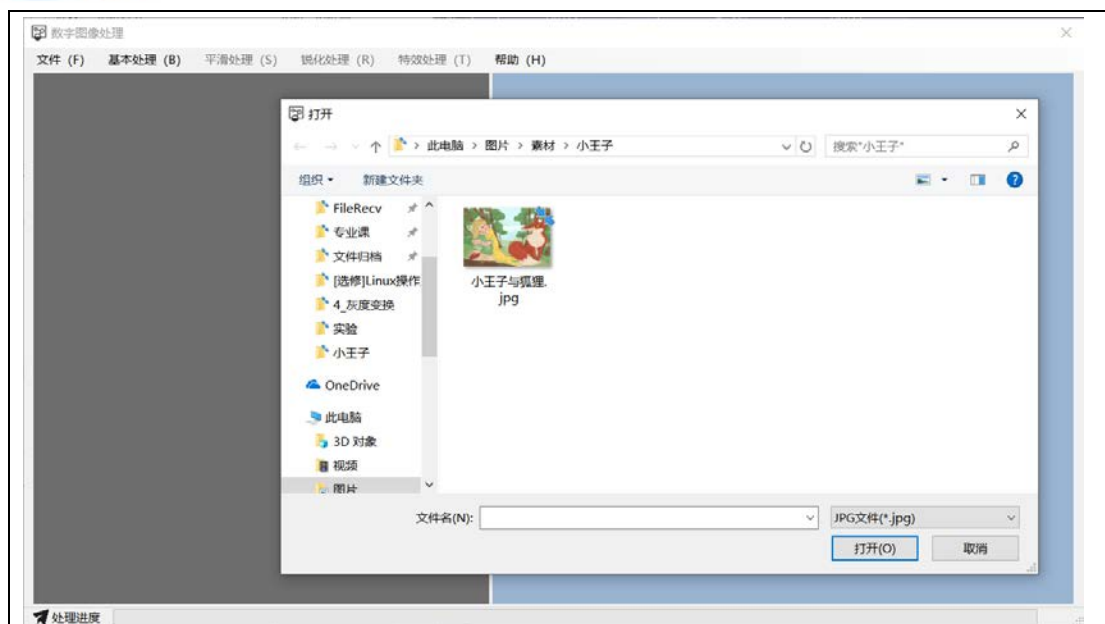 数字图像处理
文件 (F) 基本处理 (B) 平滑处理 (S) 锐化处理 (R) 特效处理 (T) 帮助 (H)
打开
此电脑 > 图片 > 素材 > 小王子
搜索"小王子"
组织 新建文件夹
FileRecv
专业课
文件归档
[选修]Linux操作
4_灰度变换
实验
小王子
OneDrive
此电脑
3D 对象
视频
图片
小王子与狐狸.
jpg
文件名(N):
JPG文件(*.jpg)
打开(O) 取消
处理进度